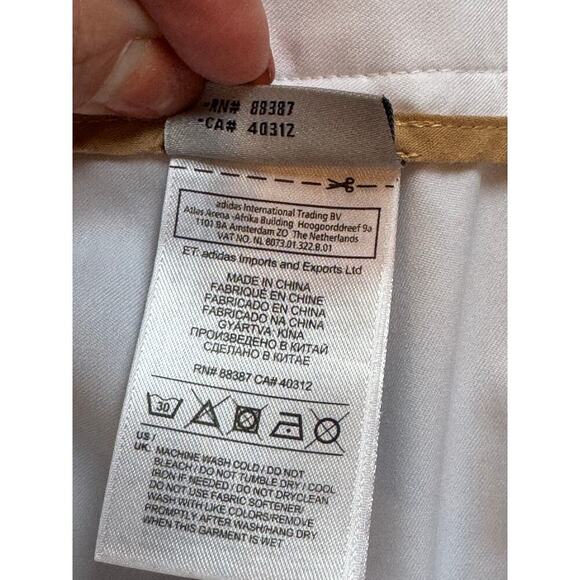 -RN# 88387
-CA# 40312
adidas International Trading BV
Atlas Arena -Afrika Building Hoogoorddreef 9a
1101 BA Amsterdam ZO The Netherlands
VAT NO. NL 8073.01.322.B.01
ET: adidas Imports and Exports Ltd
MADE IN CHINA
FABRIQUÉ EN CHINE
FABRICADO EN CHINA
FABRICADO NA CHINA
GYÁRTVA: KÍNA
ПРОИЗВЕДЕНО В КИТАЙ
СДЕЛАНО В КИТАЕ
RN# 88387 CA# 40312
30
US /
UK: MACHINE WASH COLD / DO NOT
BLEACH / DO NOT TUMBLE DRY / COOL
IRON IF NEEDED / DO NOT DRYCLEAN
DO NOT USE FABRIC SOFTENER/
WASH WITH LIKE COLORS/REMOVE
PROMPTLY AFTER WASH/HANG DRY
WHEN THIS GARMENT IS WET